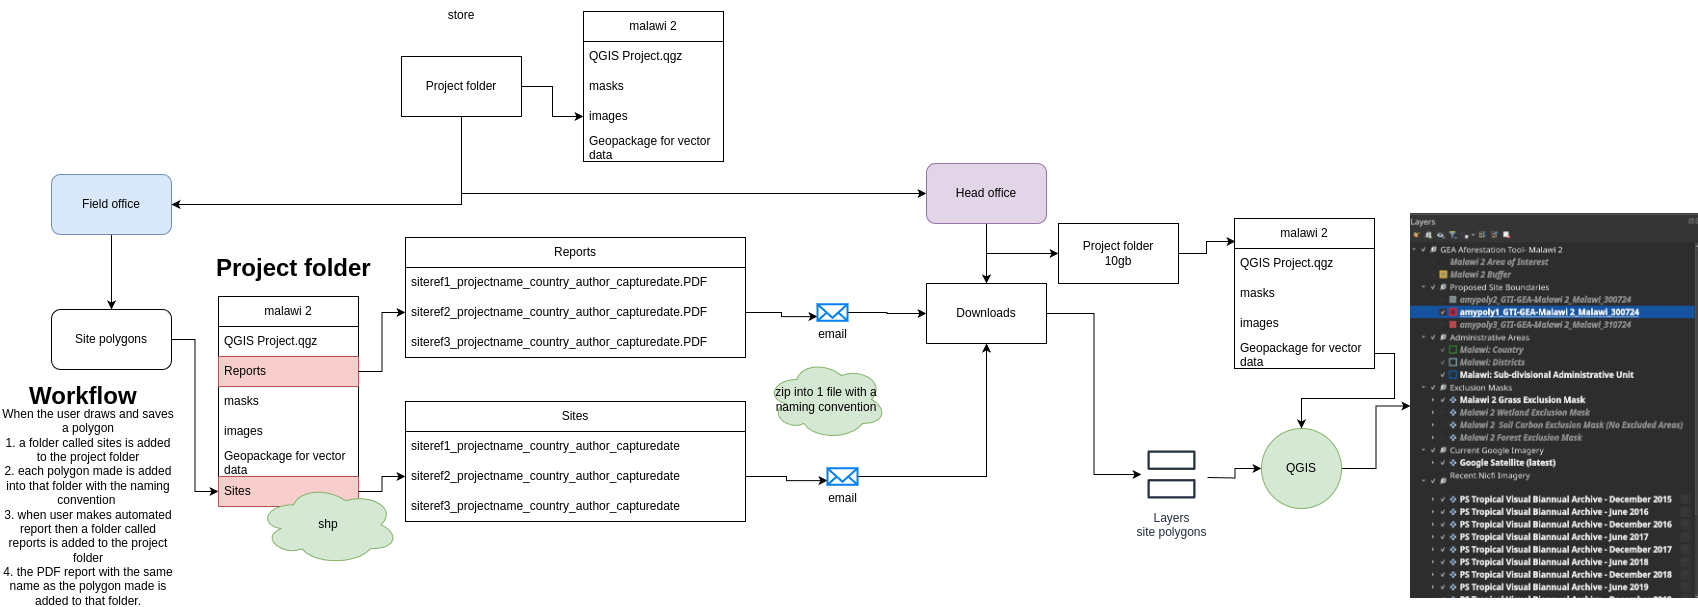 store
malawi 2
QGIS Project.qgz
masks
images
Geopackage for vector
data
Project folder
Field office
Head office
Project folder
10gb
malawi 2
QGIS Project.qgz
masks
images
Geopackage for vector
data
Site polygons
Project folder
malawi 2
QGIS Project.qgz
Reports
masks
images
Geopackage for vector
data
Sites
shp
Reports
siteref1_projectname_country_author_capturedate.PDF
siteref2_projectname_country_author_capturedate.PDF
siteref3_projectname_country_author_capturedate.PDF
email
Downloads
zip into 1 file with a
naming convention
Sites
siteref1_projectname_country_author_capturedate
siteref2_projectname_country_author_capturedate
siteref3_projectname_country_author_capturedate
email
Workflow
When the user draws and saves
a polygon
1. a folder called sites is added
to the project folder
2. each polygon made is added
into that folder with the naming
convention
3. when user makes automated
report then a folder called
reports is added to the project
folder
4. the PDF report with the same
name as the polygon made is
added to that folder.
Layers
site polygons
QGIS
Layers
GEA Aforestation Tool- Malawi 2
Malawi 2 Area of Interest
Malawi 2 Buffer
Proposed Site Boundaries
amypoly2_GTI-GEA-Malawi 2_Malawi_300724
amypoly1_GTI-GEA-Malawi 2_Malawi_300724
amypoly3_GTI-GEA-Malawi 2_Malawi_310724
Administrative Areas
Malawi: Country
Malawi: Districts
Malawi: Sub-divisional Administrative Unit
Exclusion Masks
Malawi 2 Grass Exclusion Mask
Malawi 2 Wetland Exclusion Mask
Malawi 2 Soil Carbon Exclusion Mask (No Excluded Areas)
Malawi 2 Forest Exclusion Mask
Current Google Imagery
Google Satellite (latest)
Recent Nicfi Imagery
PS Tropical Visual Biannual Archive - December 2015
PS Tropical Visual Biannual Archive - June 2016
PS Tropical Visual Biannual Archive - December 2016
PS Tropical Visual Biannual Archive - June 2017
PS Tropical Visual Biannual Archive - December 2017
PS Tropical Visual Biannual Archive - June 2018
PS Tropical Visual Biannual Archive - December 2018
PS Tropical Visual Biannual Archive - June 2019